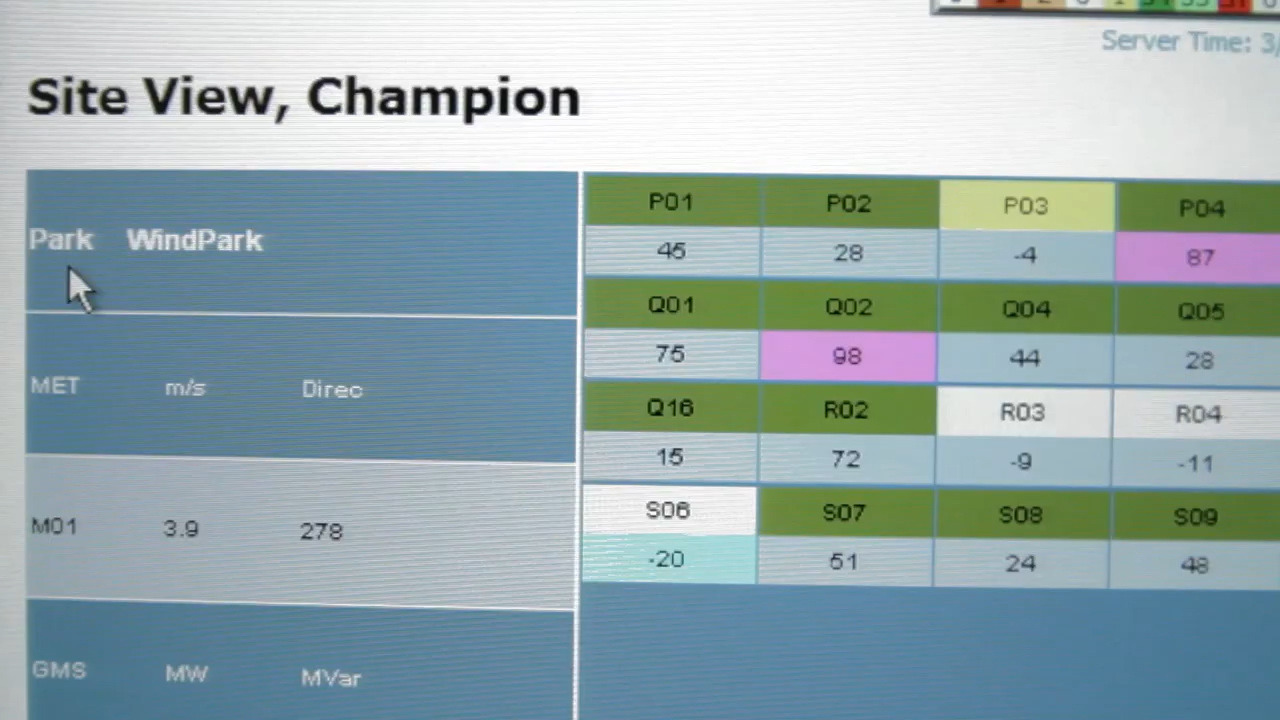 Server Time: 3/
Site View, Champion
Park WindPark
P01 P02 P03 P04
45 28 -4 87
Q01 Q02 Q04 Q05
75 98 44 28
MET m/s Direc
Q16 R02 R03 R04
15 72 -9 -11
M01 3.9 278
S06 S07 S08 S09
-20 51 24 48
GMS MW MVar